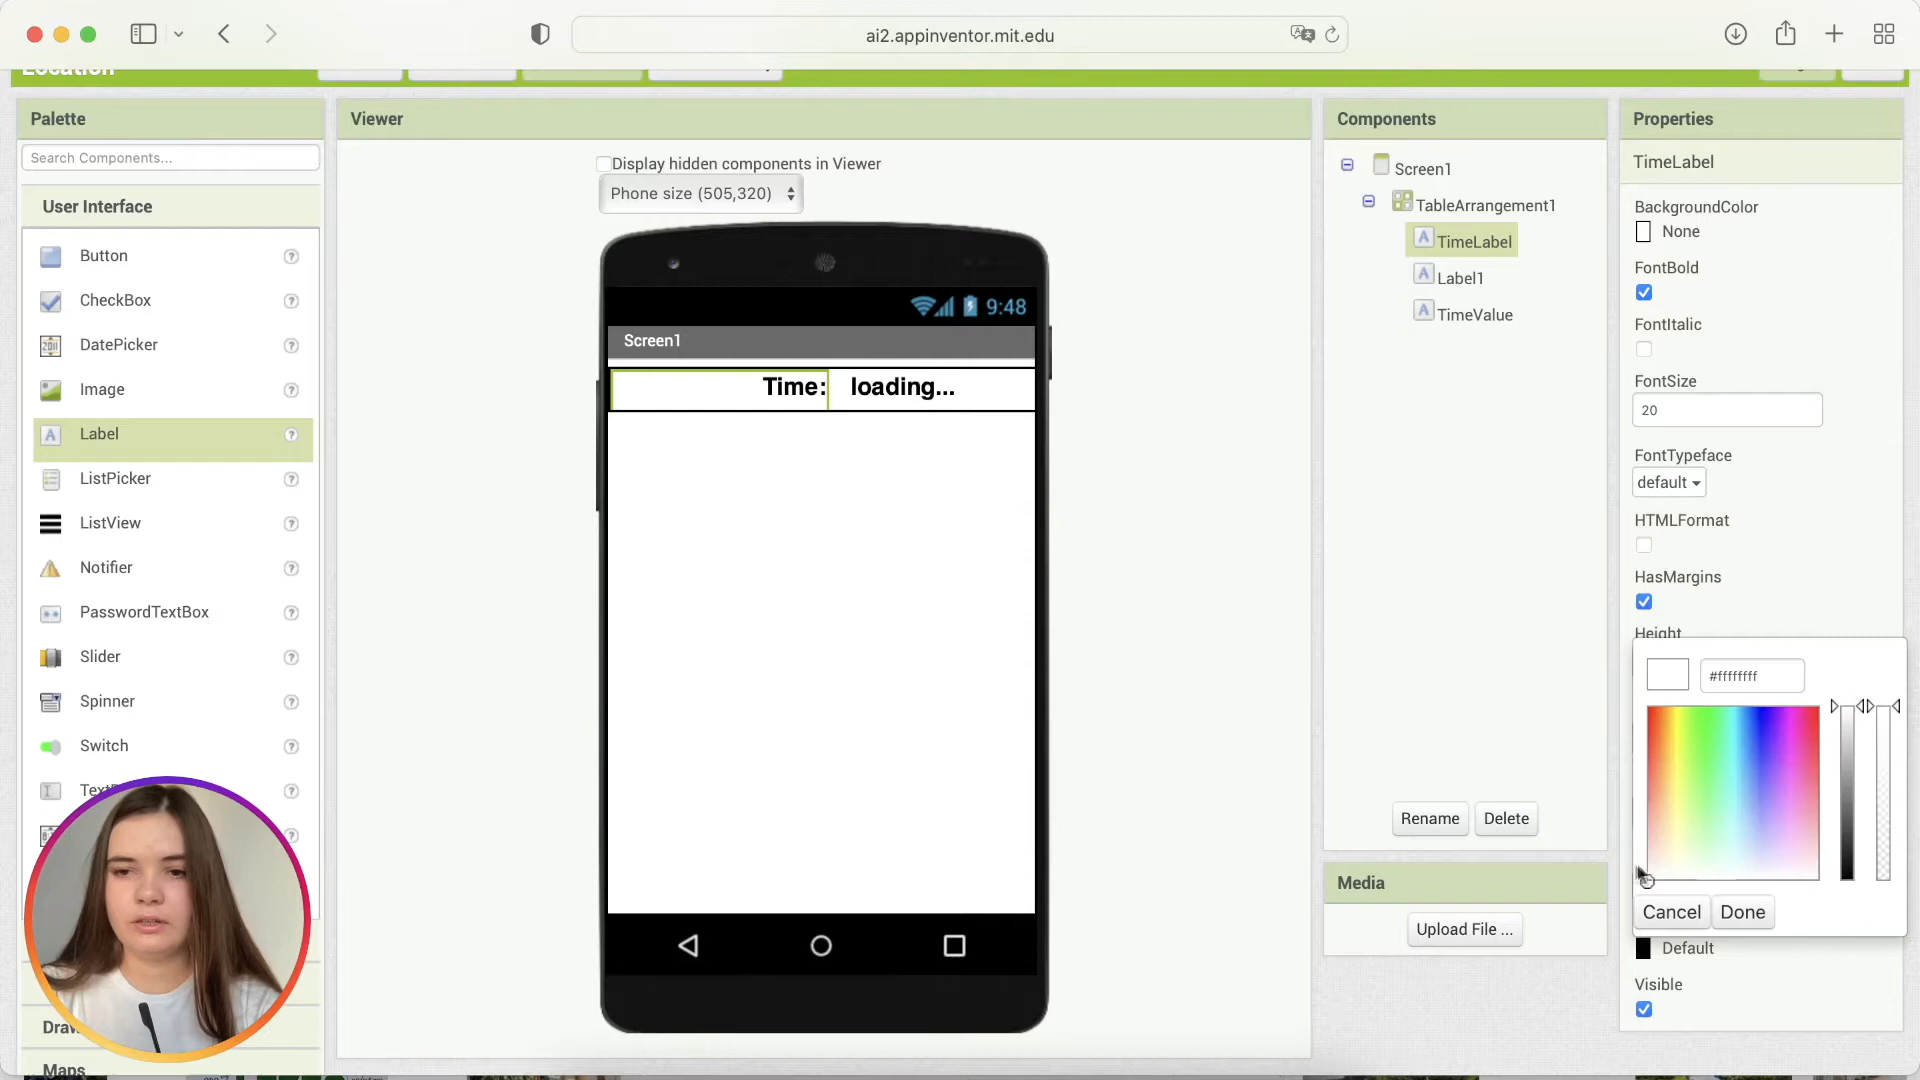 ai2.appinventor.mit.edu
Location
Palette
Search Components...
User Interface
Button
CheckBox
DatePicker
Image
Label
ListPicker
ListView
Notifier
PasswordTextBox
Slider
Spinner
Switch
Maps
Viewer
Display hidden components in Viewer
Phone size (505,320)
9:48
Screen1
Time: loading...
Components
Screen1
TableArrangement1
TimeLabel
Label1
TimeValue
Rename Delete
Media
Upload File ...
Properties
TimeLabel
BackgroundColor
None
FontBold
FontItalic
FontSize
20
FontTypeface
default
HTMLFormat
HasMargins
Height
#ffffffff
Cancel Done
Default
Visible